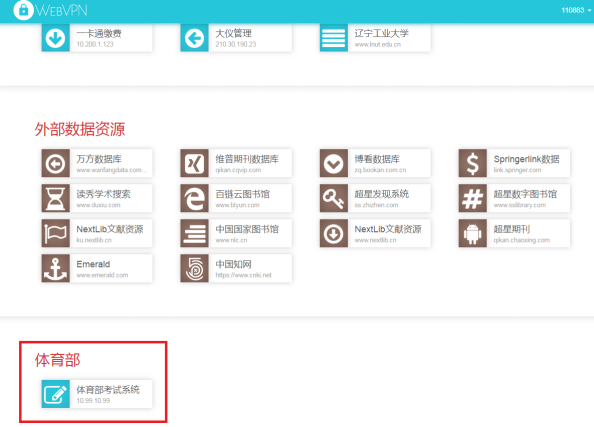 WEBVPN
110883
一卡通缴费
10.200.1.123
大仪管理
210.30.190.23
辽宁工业大学
www.lnut.edu.cn
外部数据资源
万方数据库
www.wanfangdata.com...
维普期刊数据库
qikan.cqvip.com
博看数据库
zq.bookan.com.cn
Springerlink数据
link.springer.com
读秀学术搜索
www.duxiu.com
百链云图书馆
www.blyun.com
超星发现系统
ss.zhizhen.com
超星数字图书馆
www.sslibrary.com
NextLib文献资源
ku.nextlib.cn
中国国家图书馆
www.nlc.cn
NextLib文献资源
www.nextlib.cn
超星期刊
qikan.chaoxing.com
Emerald
www.emerald.com
中国知网
https://www.cnki.net
体育部
体育部考试系统
10.99.10.99